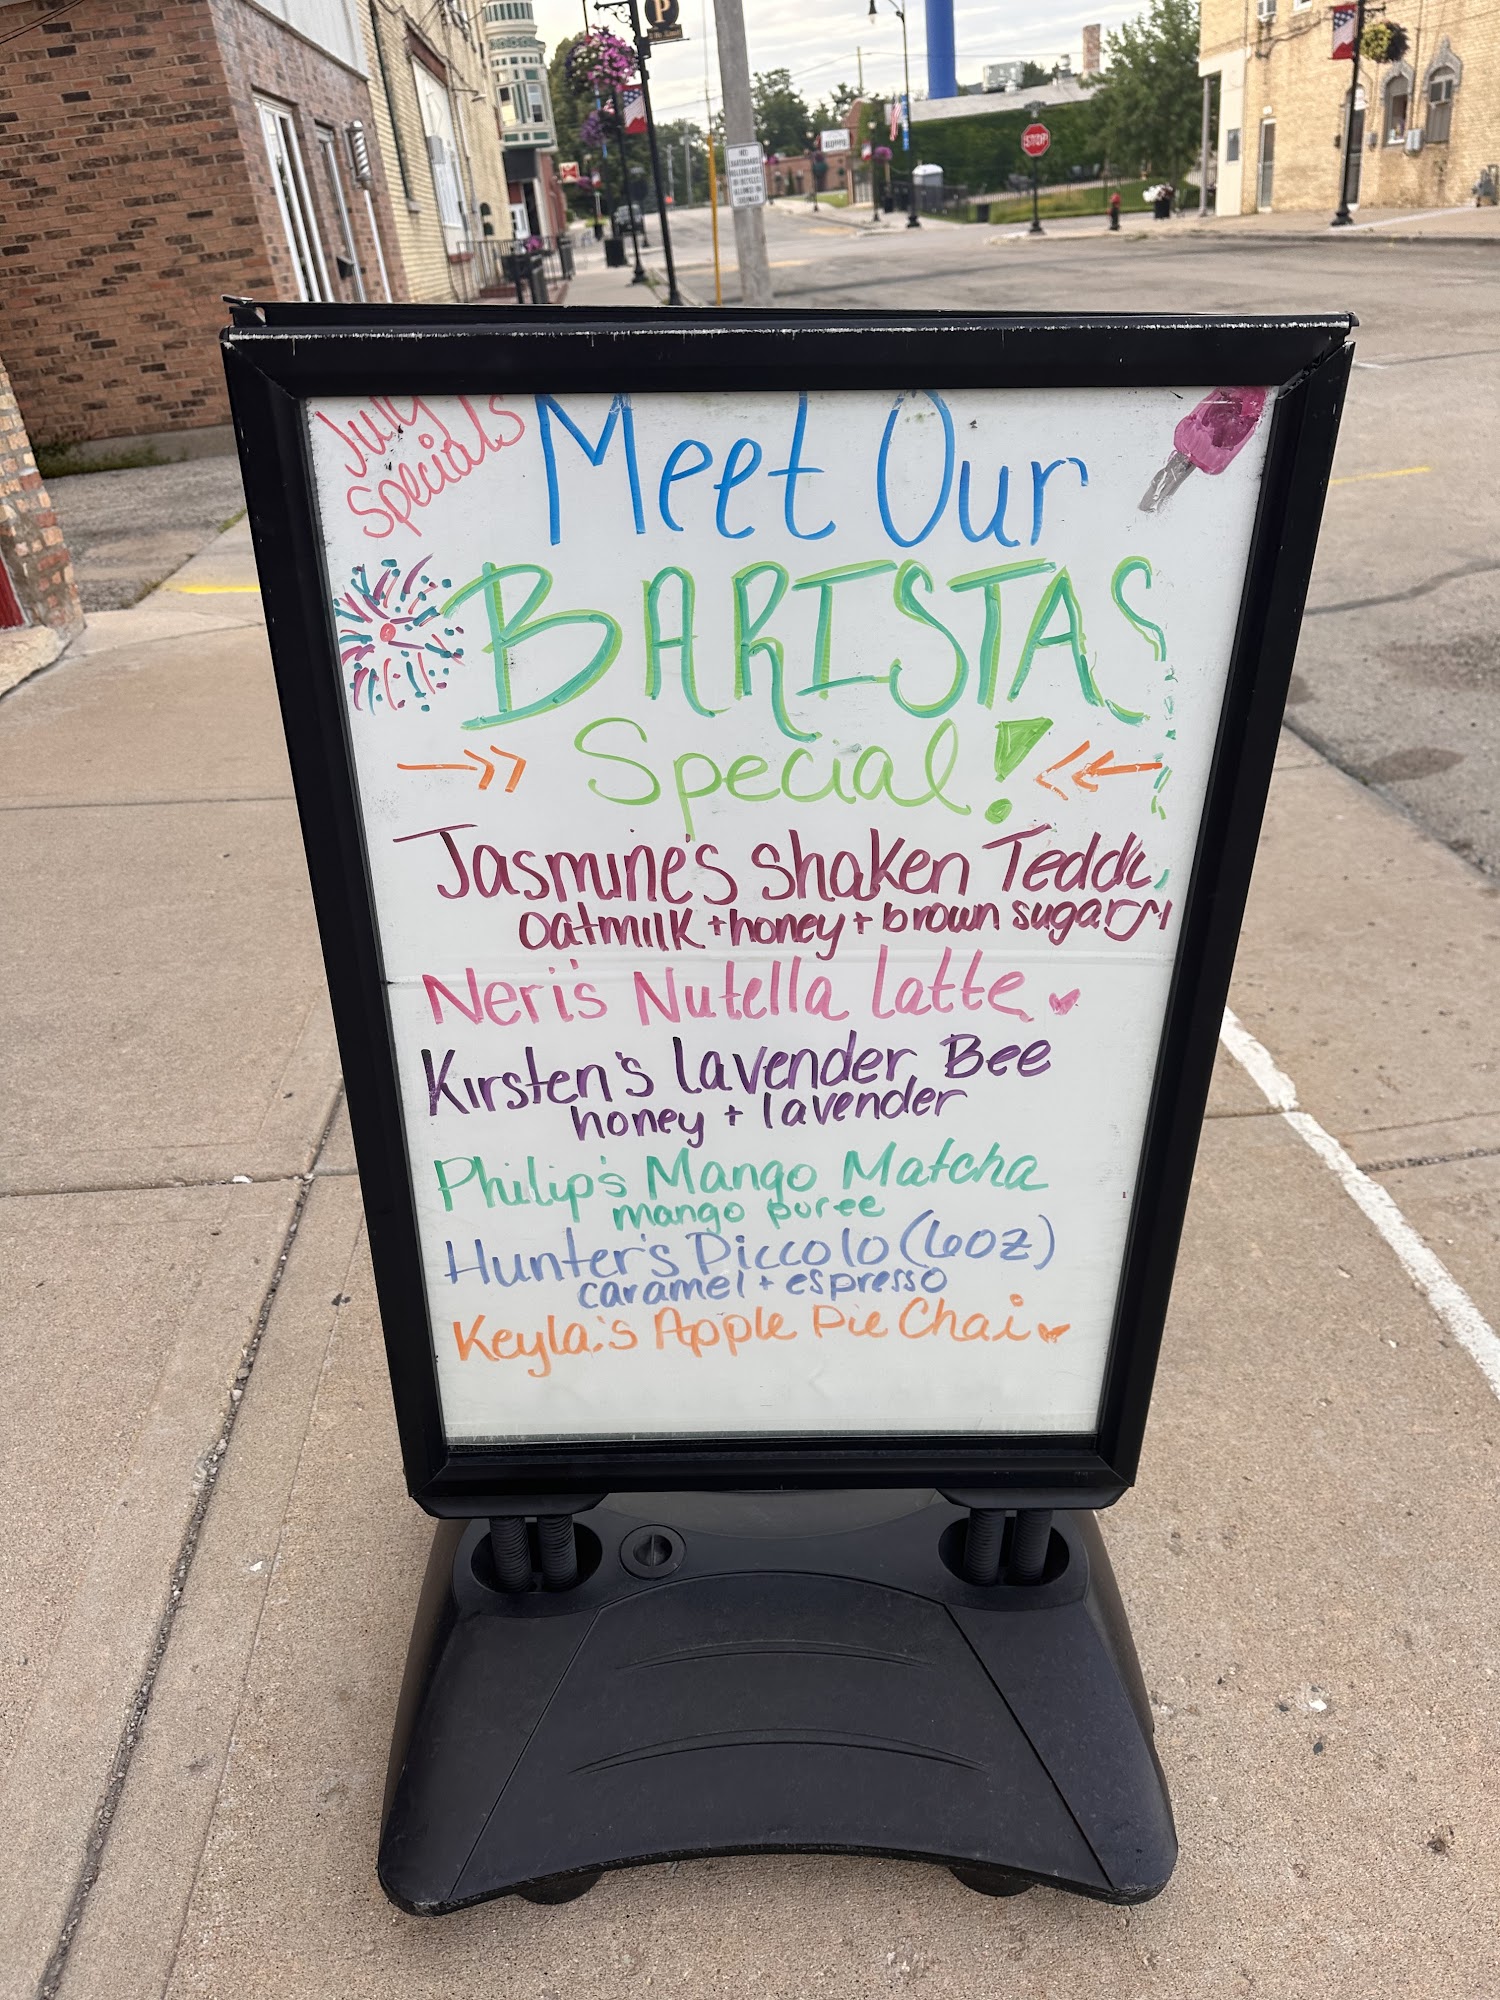 July
specials
Meet Our
BARISTAS
Special!
Jasmine's shaken Teddy
oatmilk + honey + brown sugar
Neri's Nutella latte
Kirsten's lavender Bee
honey + lavender
Philip's Mango Matcha
mango puree
Hunter's Piccolo (6oz)
caramel + espresso
Keyla's Apple Pie Chai
P
STOP